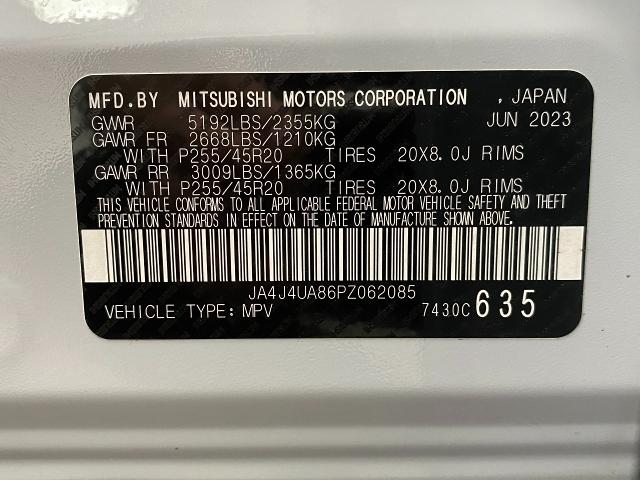 MFD.BY MITSUBISHI MOTORS CORPORATION , JAPAN
GVWR 5192LBS/2355KG JUN 2023
GAWR FR 2668LBS/1210KG
WITH P255/45R20 TIRES 20X8.0J RIMS
GAWR RR 3009LBS/1365KG
WITH P255/45R20 TIRES 20X8.0J RIMS
THIS VEHICLE CONFORMS TO ALL APPLICABLE FEDERAL MOTOR VEHICLE SAFETY AND THEFT
PREVENTION STANDARDS IN EFFECT ON THE DATE OF MANUFACTURE SHOWN ABOVE.
JA4J4UA86PZ062085
VEHICLE TYPE: MPV 7430C 635